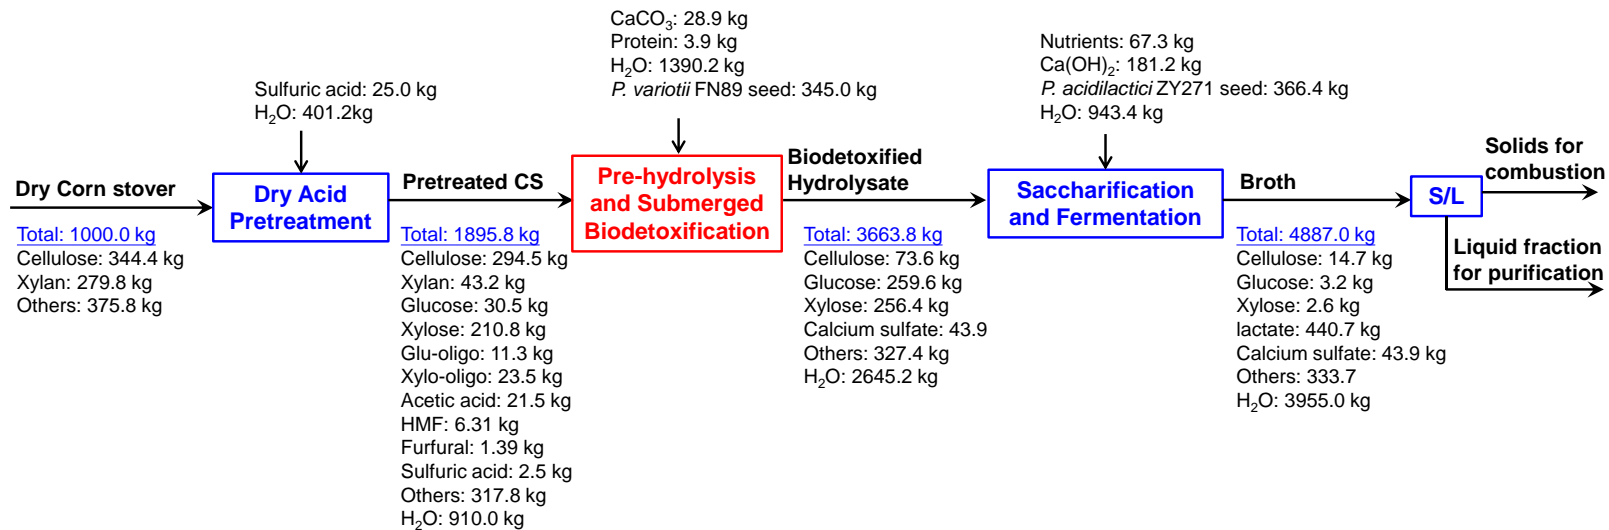 CaCO₃: 28.9 kg
Protein: 3.9 kg
H₂O: 1390.2 kg
P. variotii FN89 seed: 345.0 kg
Nutrients: 67.3 kg
Ca(OH)₂: 181.2 kg
P. acidilactici ZY271 seed: 366.4 kg
H₂O: 943.4 kg
Sulfuric acid: 25.0 kg
H₂O: 401.2kg
Dry Corn stover
Total: 1000.0 kg
Cellulose: 344.4 kg
Xylan: 279.8 kg
Others: 375.8 kg
Dry Acid
Pretreatment
Pretreated CS
Total: 1895.8 kg
Cellulose: 294.5 kg
Xylan: 43.2 kg
Glucose: 30.5 kg
Xylose: 210.8 kg
Glu-oligo: 11.3 kg
Xylo-oligo: 23.5 kg
Acetic acid: 21.5 kg
HMF: 6.31 kg
Furfural: 1.39 kg
Sulfuric acid: 2.5 kg
Others: 317.8 kg
H₂O: 910.0 kg
Pre-hydrolysis
and Submerged
Biodetoxification
Biodetoxified
Hydrolysate
Total: 3663.8 kg
Cellulose: 73.6 kg
Glucose: 259.6 kg
Xylose: 256.4 kg
Calcium sulfate: 43.9
Others: 327.4 kg
H₂O: 2645.2 kg
Saccharification
and Fermentation
Broth
Total: 4887.0 kg
Cellulose: 14.7 kg
Glucose: 3.2 kg
Xylose: 2.6 kg
lactate: 440.7 kg
Calcium sulfate: 43.9 kg
Others: 333.7
H₂O: 3955.0 kg
S/L
Solids for
combustion
Liquid fraction
for purification